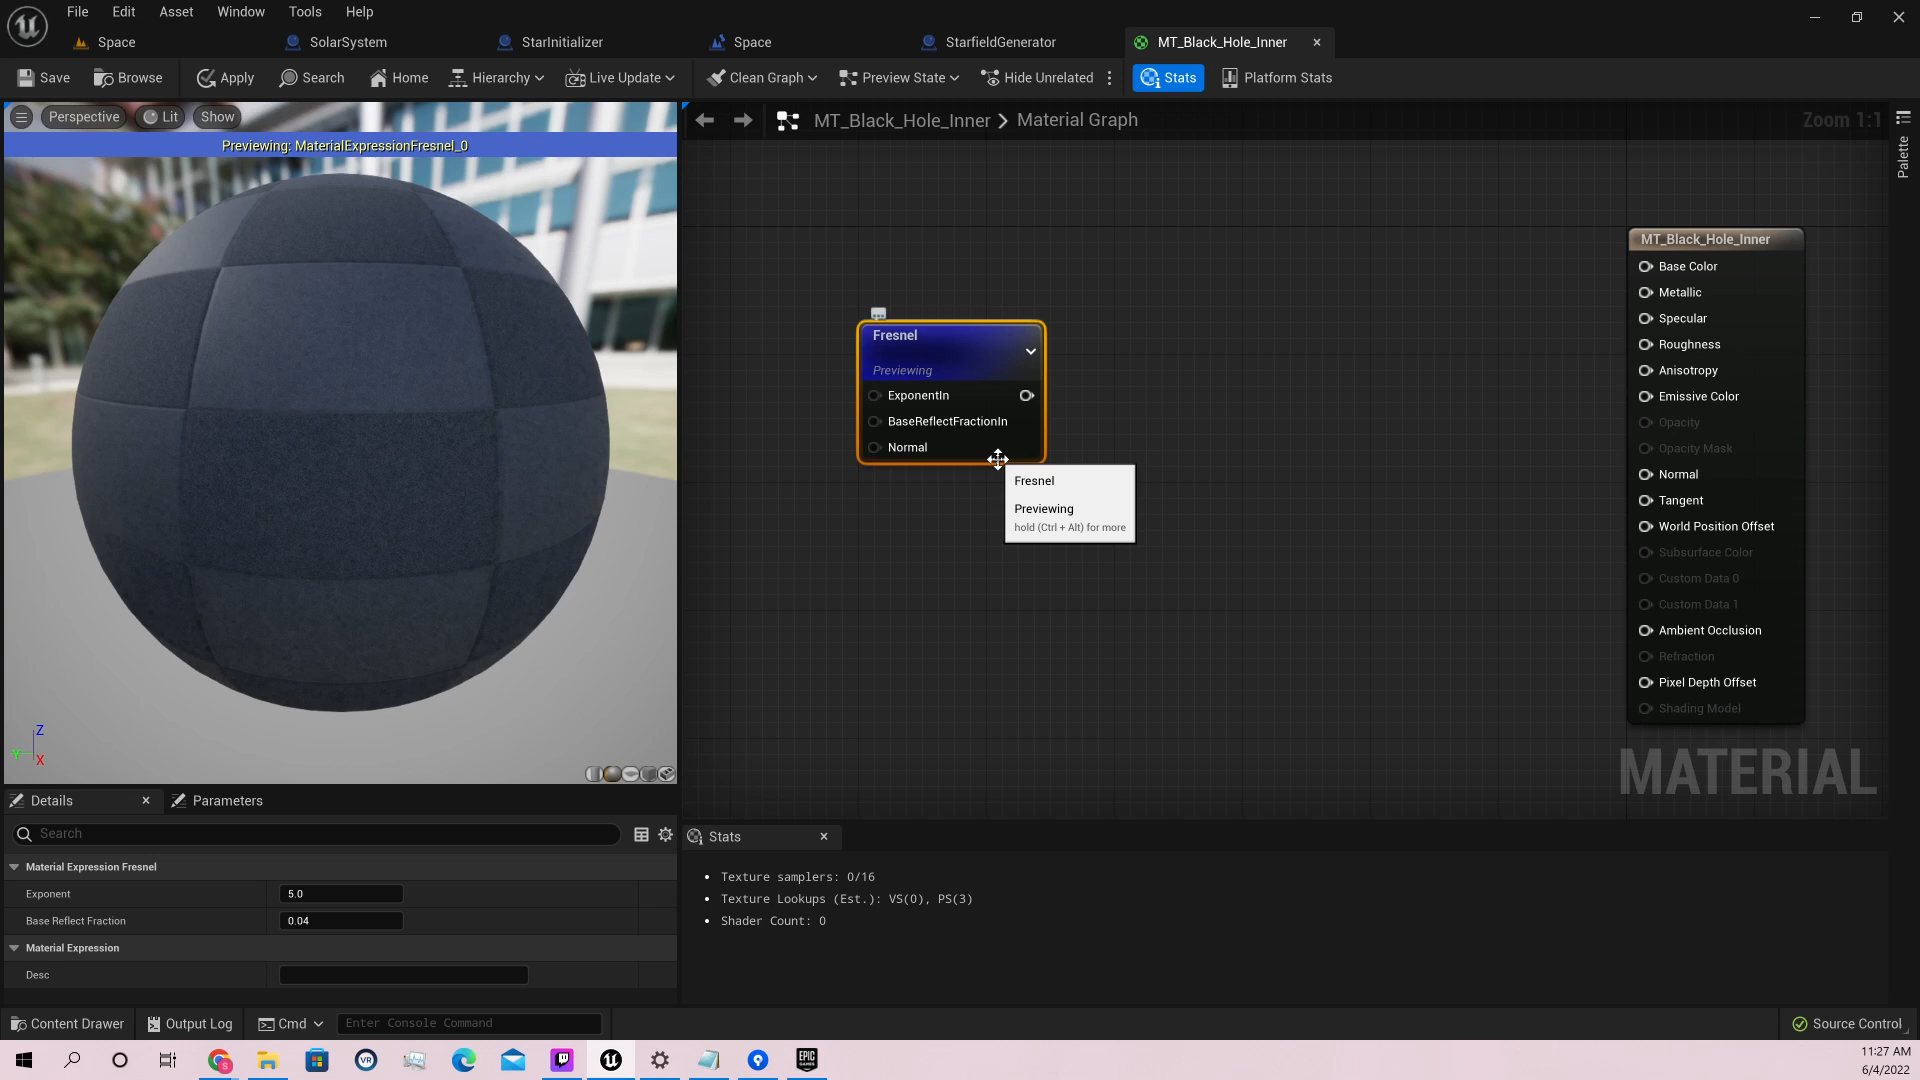 File Edit Asset Window Tools Help
Space SolarSystem StarInitializer Space StarfieldGenerator MT_Black_Hole_Inner
Save Browse Apply Search Home Hierarchy Live Update Clean Graph Preview State Hide Unrelated Stats Platform Stats
Perspective Lit Show
Previewing: MaterialExpressionFresnel_0
MT_Black_Hole_Inner Material Graph
Zoom 1:1
Palette
Fresnel
Previewing
ExponentIn
BaseReflectFractionIn
Normal
Fresnel
Previewing
hold (Ctrl + Alt) for more
MT_Black_Hole_Inner
Base Color
Metallic
Specular
Roughness
Anisotropy
Emissive Color
Opacity
Opacity Mask
Normal
Tangent
World Position Offset
Subsurface Color
Custom Data 0
Custom Data 1
Ambient Occlusion
Refraction
Pixel Depth Offset
Shading Model
MATERIAL
Z
Y
X
Details Parameters
Search
Material Expression Fresnel
Exponent 5.0
Base Reflect Fraction 0.04
Material Expression
Desc
Stats
• Texture samplers: 0/16
• Texture Lookups (Est.): VS(0), PS(3)
• Shader Count: 0
Content Drawer Output Log Cmd Enter Console Command Source Control
VR
EPIC GAMES
11:27 AM
6/4/2022